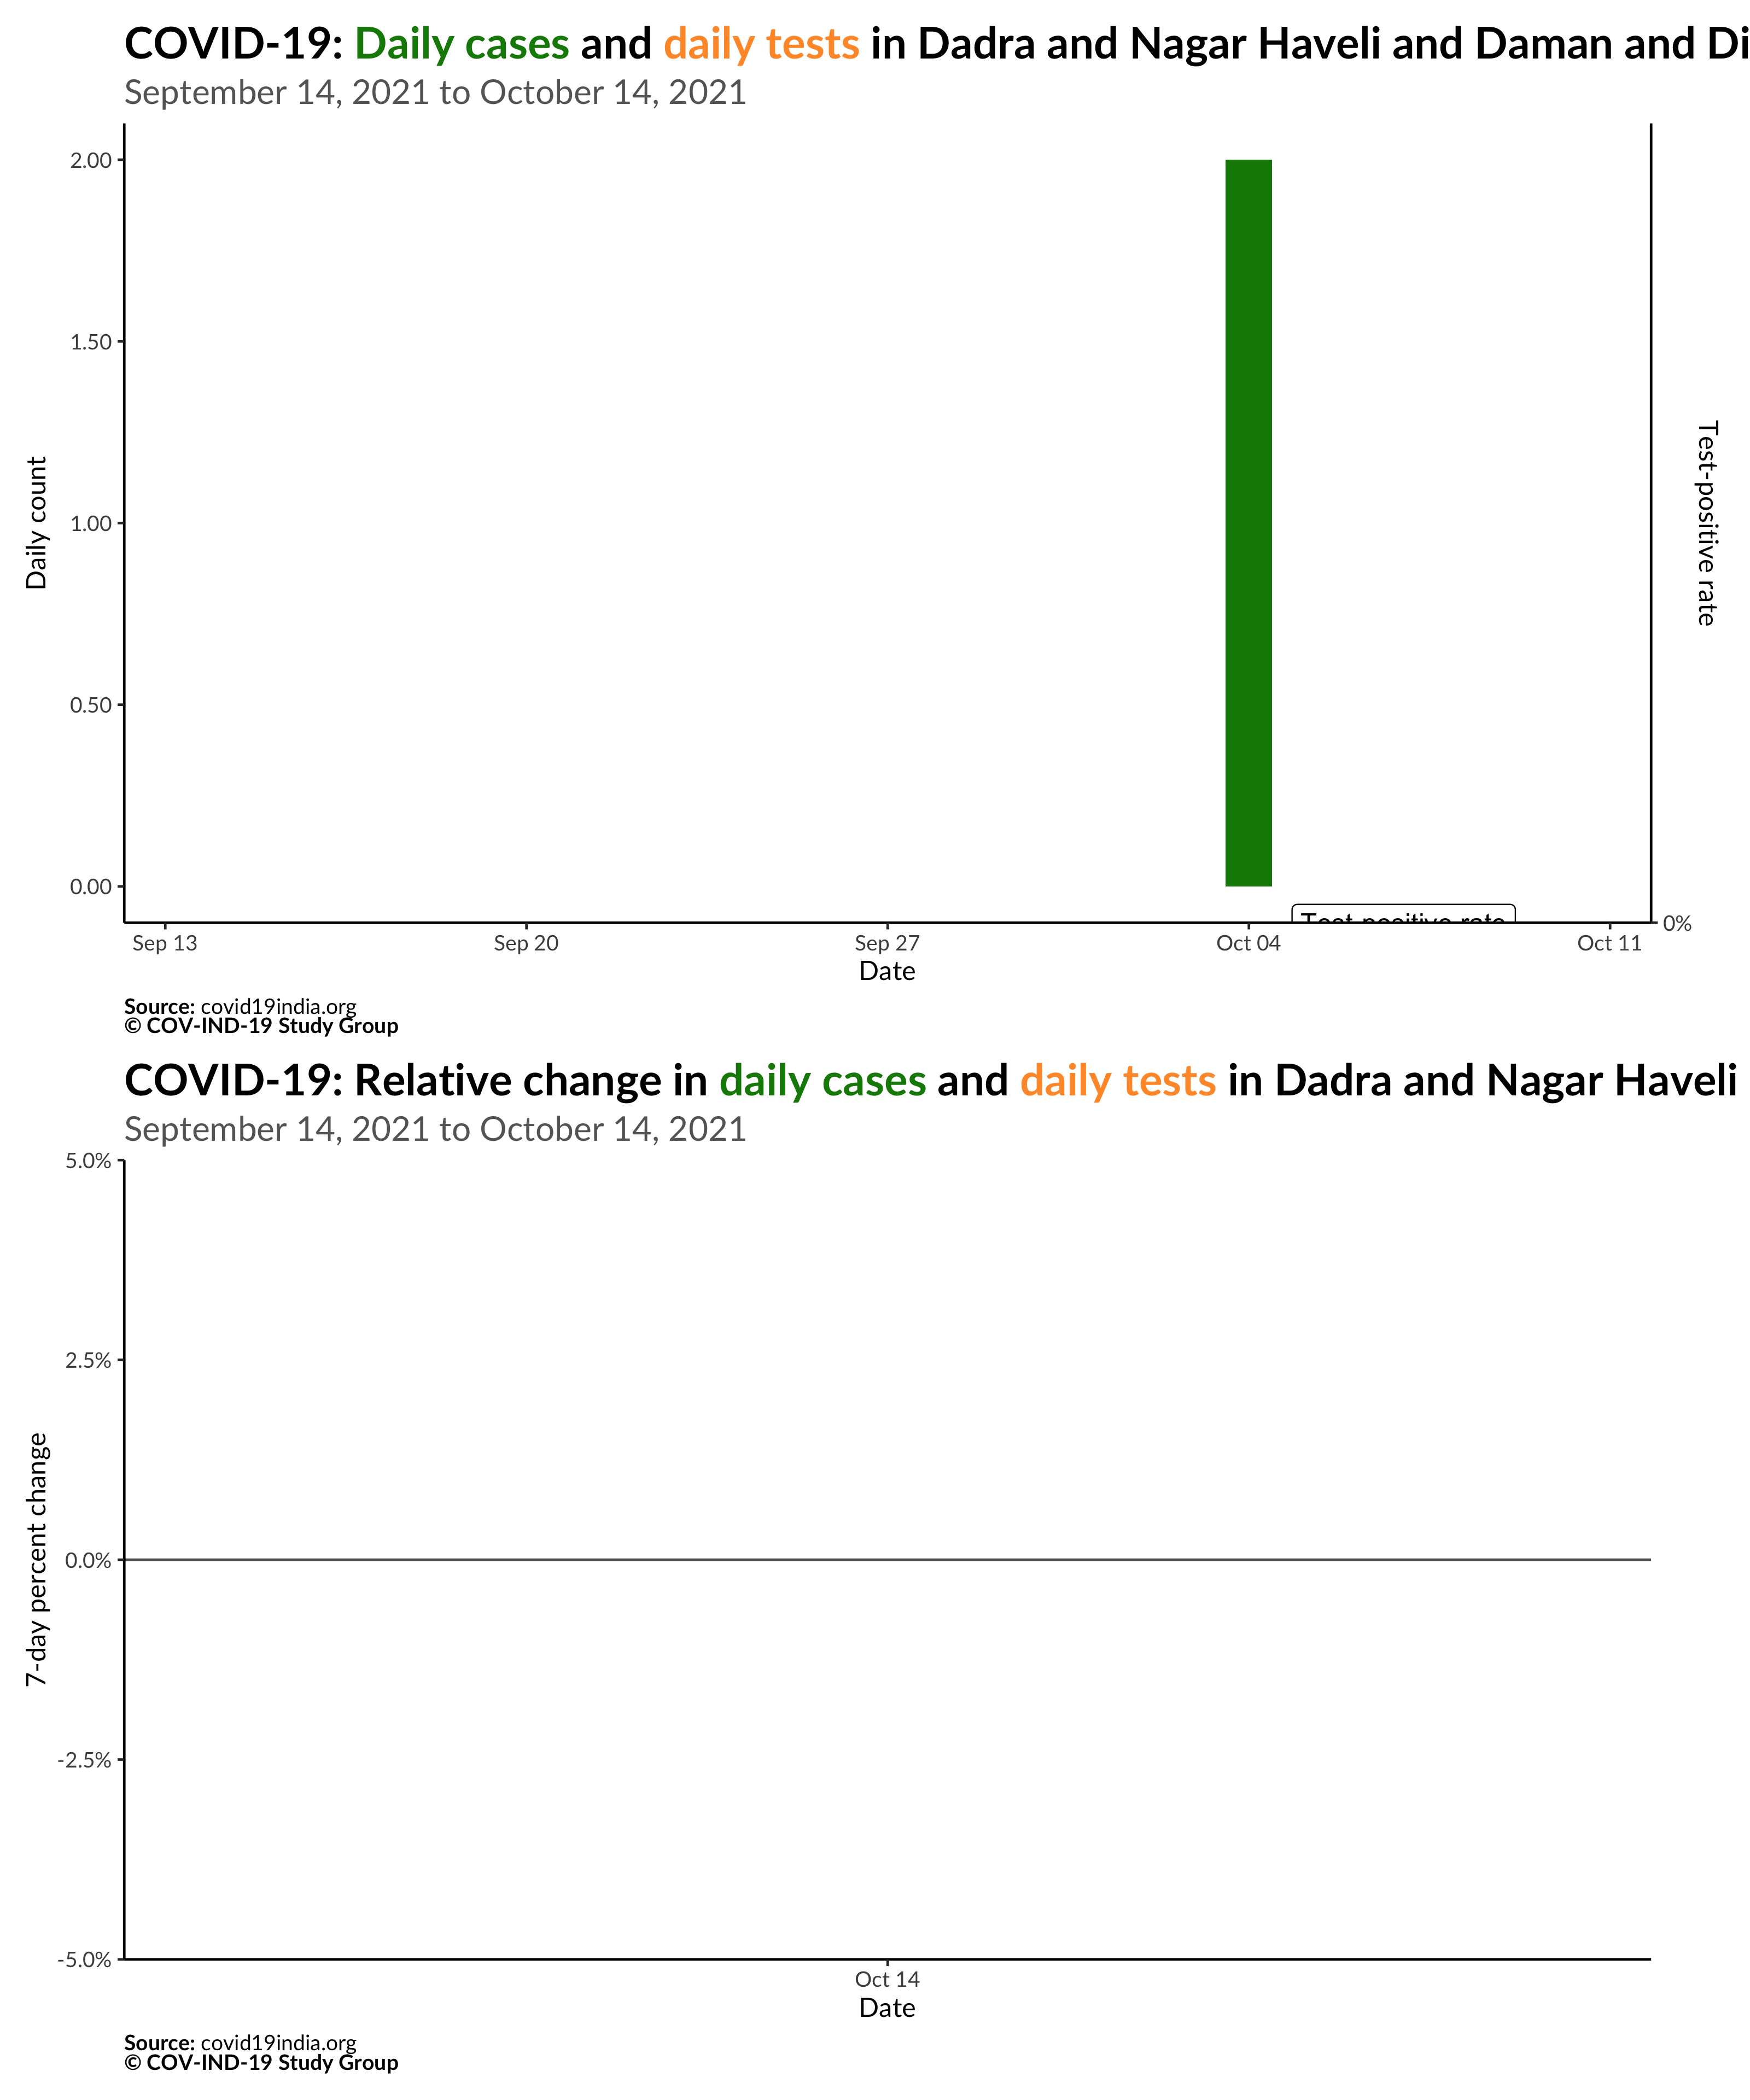 COVID-19: Daily cases and daily tests in Dadra and Nagar Haveli and Daman and Di
September 14, 2021 to October 14, 2021
2.00
1.50
1.00
0.50
0.00
Daily count
Test-positive rate
Test-positive rate
0%
Sep 13
Sep 20
Sep 27
Oct 04
Oct 11
Date
Source: covid19india.org
© COV-IND-19 Study Group
COVID-19: Relative change in daily cases and daily tests in Dadra and Nagar Haveli
September 14, 2021 to October 14, 2021
5.0%
2.5%
0.0%
-2.5%
-5.0%
7-day percent change
Oct 14
Date
Source: covid19india.org
© COV-IND-19 Study Group